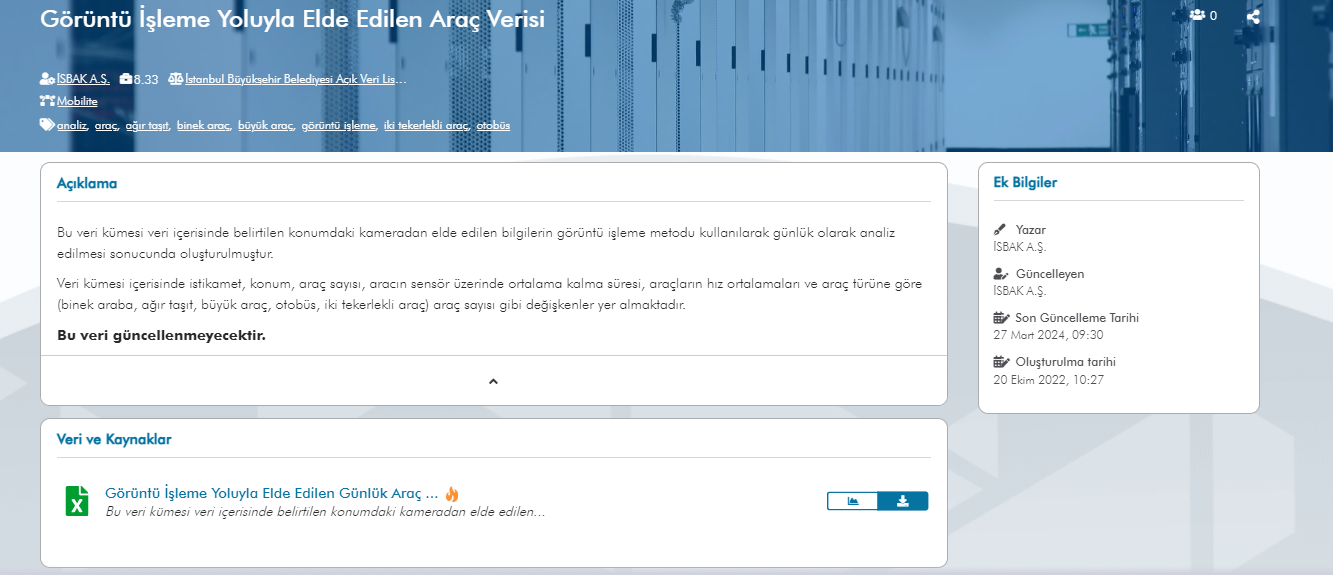 Görüntü İşleme Yoluyla Elde Edilen Araç Verisi
0
İSBAK A.Ş. 8.33 İstanbul Büyükşehir Belediyesi Açık Veri Lis...
Mobilite
analiz, araç, ağır taşıt, binek araç, büyük araç, görüntü işleme, iki tekerlekli araç, otobüs
Açıklama
Bu veri kümesi veri içerisinde belirtilen konumdaki kameradan elde edilen bilgilerin görüntü işleme metodu kullanılarak günlük olarak analiz
edilmesi sonucunda oluşturulmuştur.
Veri kümesi içerisinde istikamet, konum, araç sayısı, aracın sensör üzerinde ortalama kalma süresi, araçların hız ortalamaları ve araç türüne göre
(binek araba, ağır taşıt, büyük araç, otobüs, iki tekerlekli araç) araç sayısı gibi değişkenler yer almaktadır.
Bu veri güncellenmeyecektir.
Veri ve Kaynaklar
Görüntü İşleme Yoluyla Elde Edilen Günlük Araç ...
Bu veri kümesi veri içerisinde belirtilen konumdaki kameradan elde edilen...
Ek Bilgiler
Yazar
İSBAK A.Ş.
Güncelleyen
İSBAK A.Ş.
Son Güncelleme Tarihi
27 Mart 2024, 09:30
Oluşturulma tarihi
20 Ekim 2022, 10:27